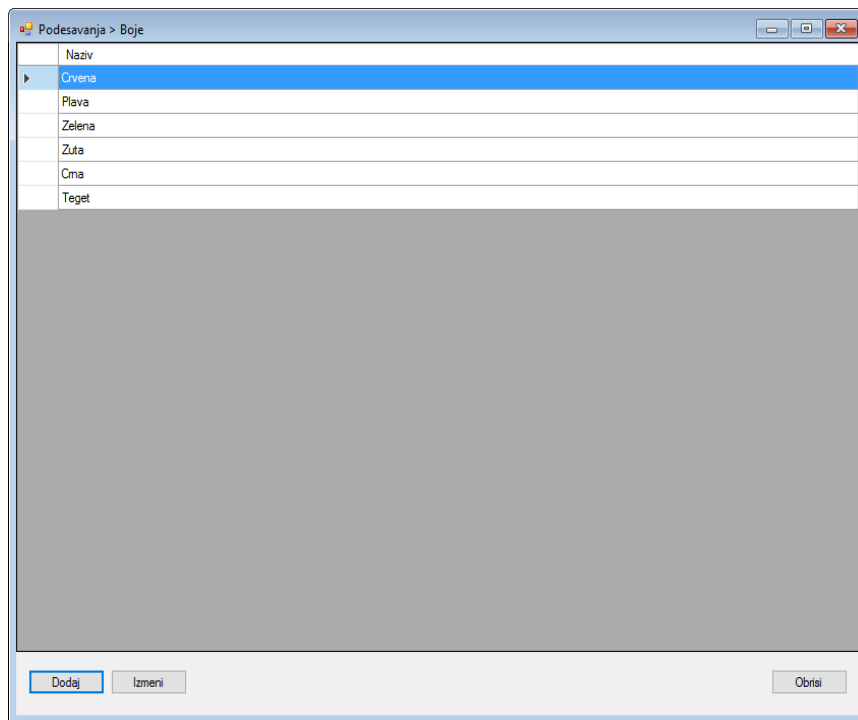 Podesavanja > Boje
Naziv
Crvena
Plava
Zelena
Zuta
Crna
Teget
Dodaj Izmeni Obrisi